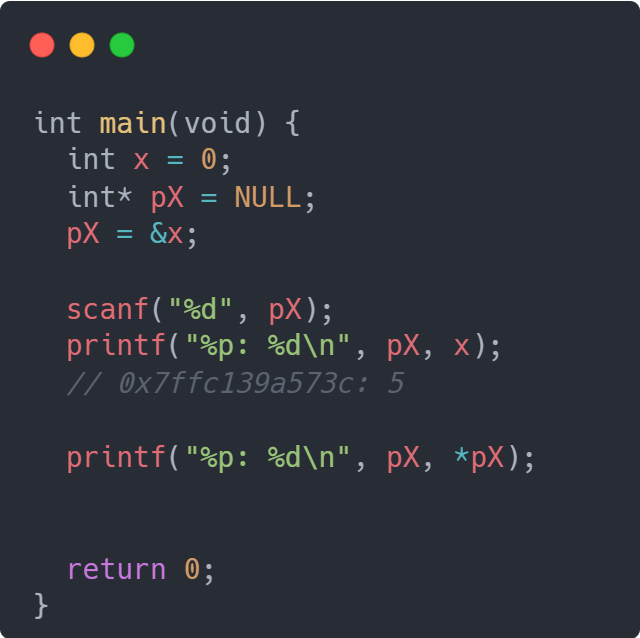 int main(void) {
  int x = 0;
  int* pX = NULL;
  pX = &x;
  scanf("%d", pX);
  printf("%p: %d\n", pX, x);
  // 0x7ffc139a573c: 5
  printf("%p: %d\n", pX, *pX);
  return 0;
}